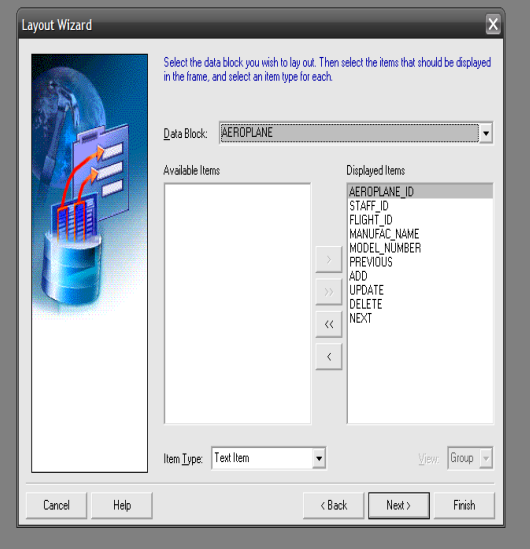 Layout Wizard
X
Select the data block you wish to lay out. Then select the items that should be displayed
in the frame, and select an item type for each.
Data Block: AEROPLANE
Available Items Displayed Items
AEROPLANE_ID
STAFF_ID
FLIGHT_ID
MANUFAC_NAME
MODEL_NUMBER
PREVIOUS
ADD
UPDATE
DELETE
NEXT
>
>>
<<
<
Item Type: Text Item View: Group
Cancel Help < Back Next > Finish